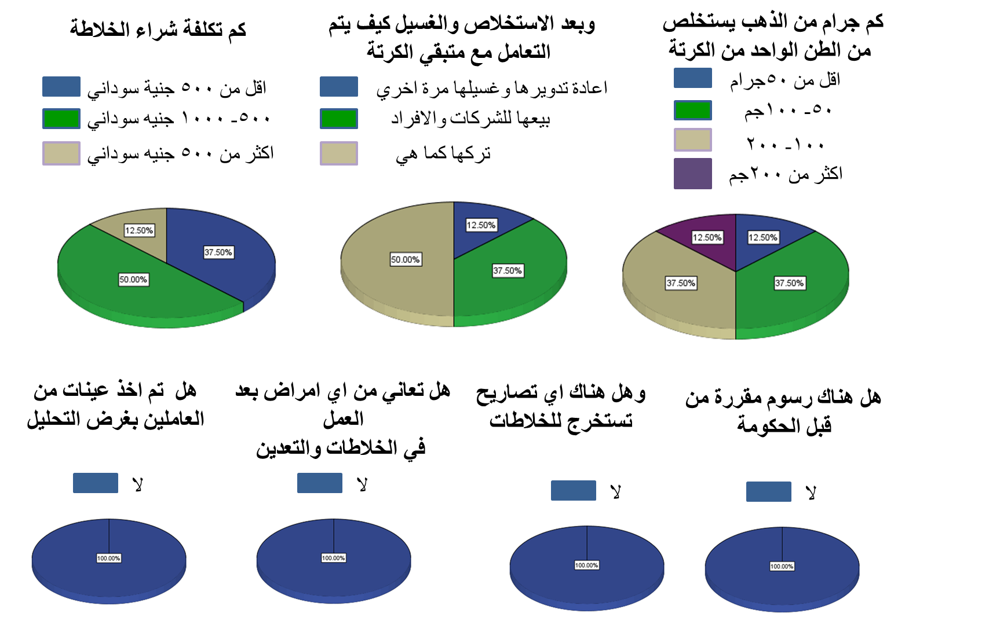 كم جرام من الذهب يستخلص
من الطن الواحد من الكرتة
اقل من ٥٠جرام
٥٠- ١٠٠جم
١٠٠- ٢٠٠
اكثر من ٢٠٠جم
12.50%
12.50%
37.50%
37.50%
وبعد الاستخلاص والغسيل كيف يتم
التعامل مع متبقي الكرتة
اعادة تدويرها وغسيلها مرة اخري
بيعها للشركات والافراد
تركها كما هي
12.50%
50.00%
37.50%
كم تكلفة شراء الخلاطة
اقل من ٥٠٠ جنية سوداني
٥٠٠- ١٠٠٠ جنيه سوداني
اكثر من ٥٠٠ جنيه سوداني
12.50%
37.50%
50.00%
هل هناك رسوم مقررة من
قبل الحكومة
لا
100.00%
وهل هناك اي تصاريح
تستخرج للخلاطات
لا
100.00%
هل تعاني من اي امراض بعد
العمل
في الخلاطات والتعدين
لا
100.00%
هل تم اخذ عينات من
العاملين بغرض التحليل
لا
100.00%